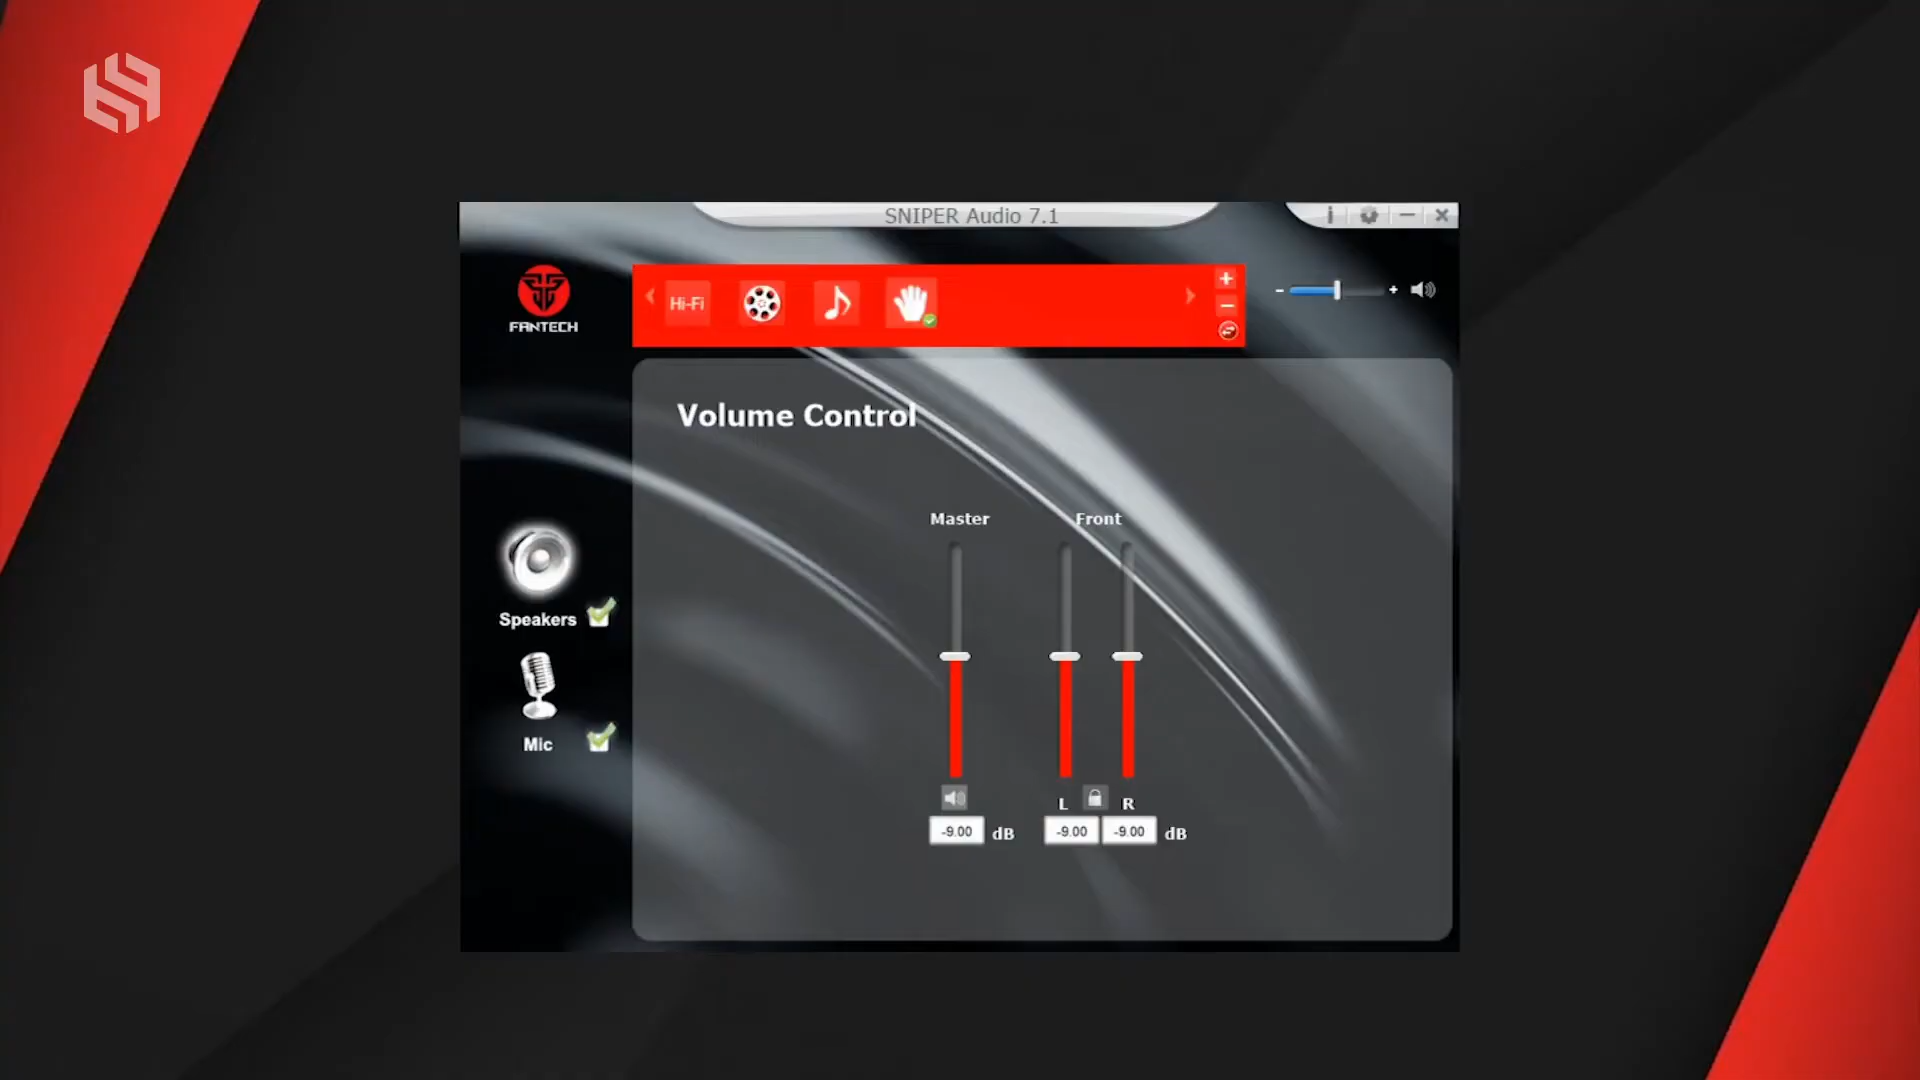 SNIPER Audio 7.1
FANTECH
Hi-Fi
Volume Control
Master
Front
Speakers
Mic
L
R
-9.00 dB
-9.00 -9.00 dB